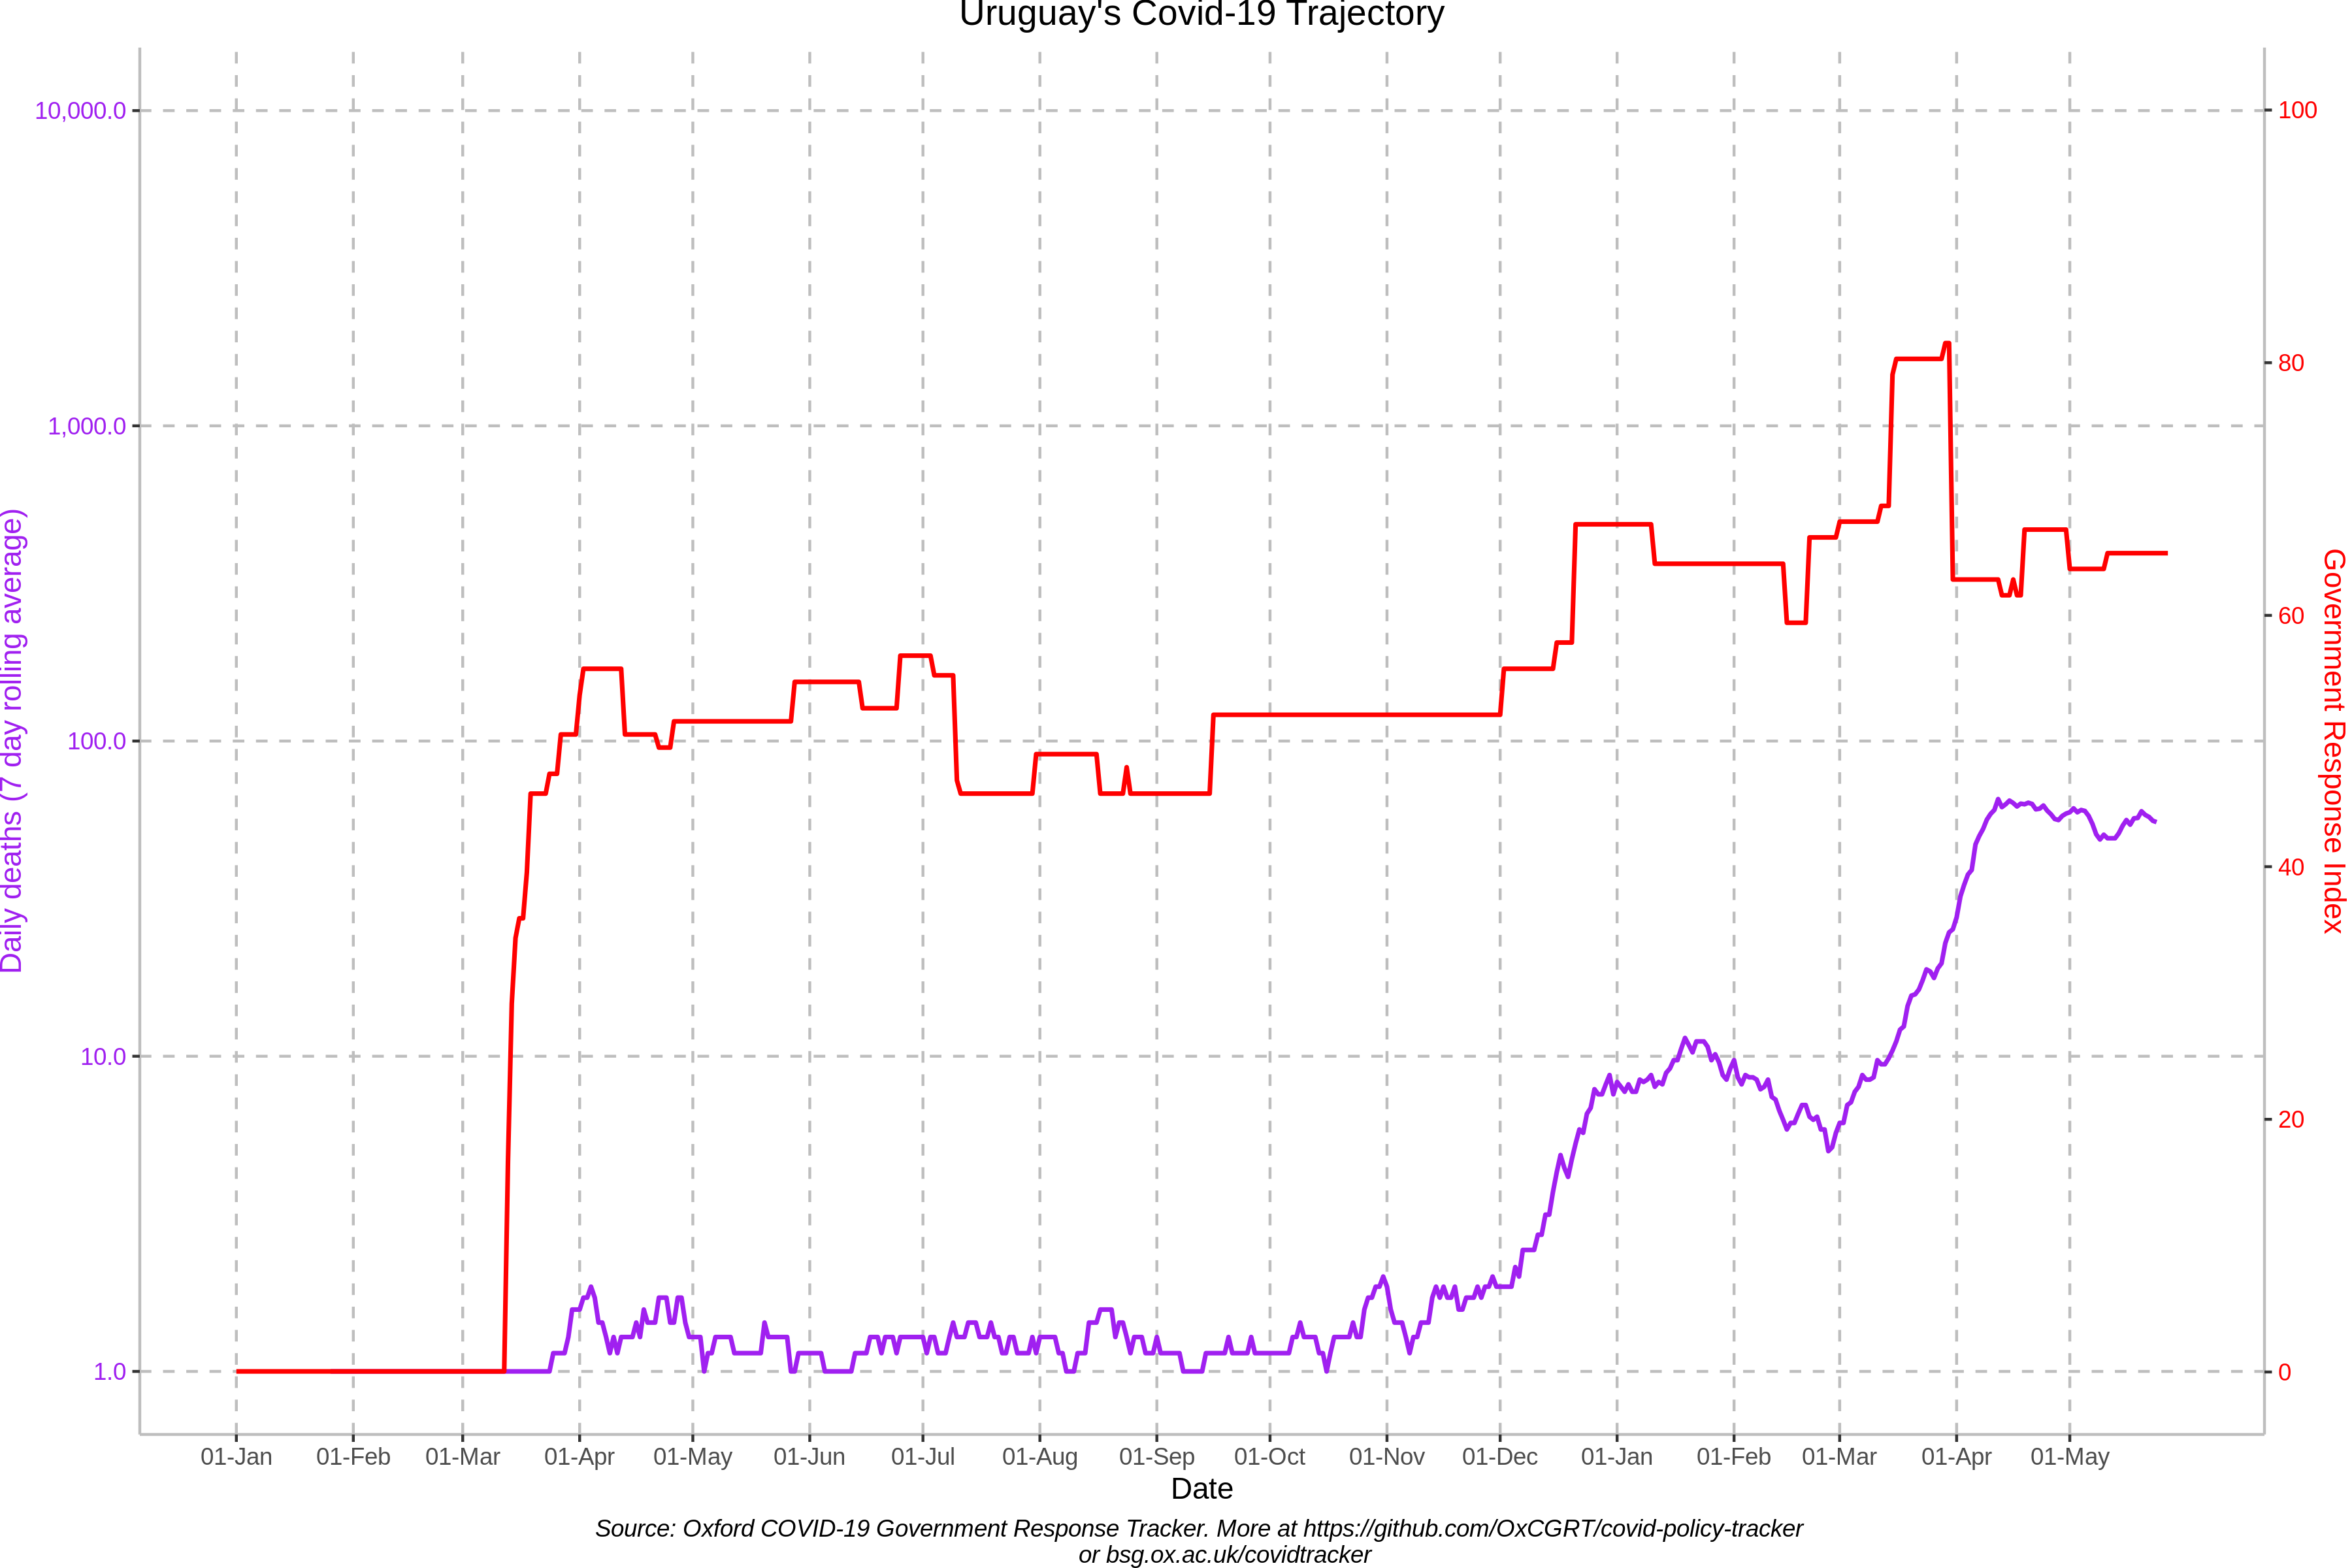 Uruguay's Covid-19 Trajectory
10,000.0
1,000.0
100.0
10.0
1.0
Daily deaths (7 day rolling average)
100
80
60
40
20
0
Government Response Index
01-Jan 01-Feb 01-Mar 01-Apr 01-May 01-Jun 01-Jul 01-Aug 01-Sep 01-Oct 01-Nov 01-Dec 01-Jan 01-Feb 01-Mar 01-Apr 01-May
Date
Source: Oxford COVID-19 Government Response Tracker. More at https://github.com/OxCGRT/covid-policy-tracker
or bsg.ox.ac.uk/covidtracker